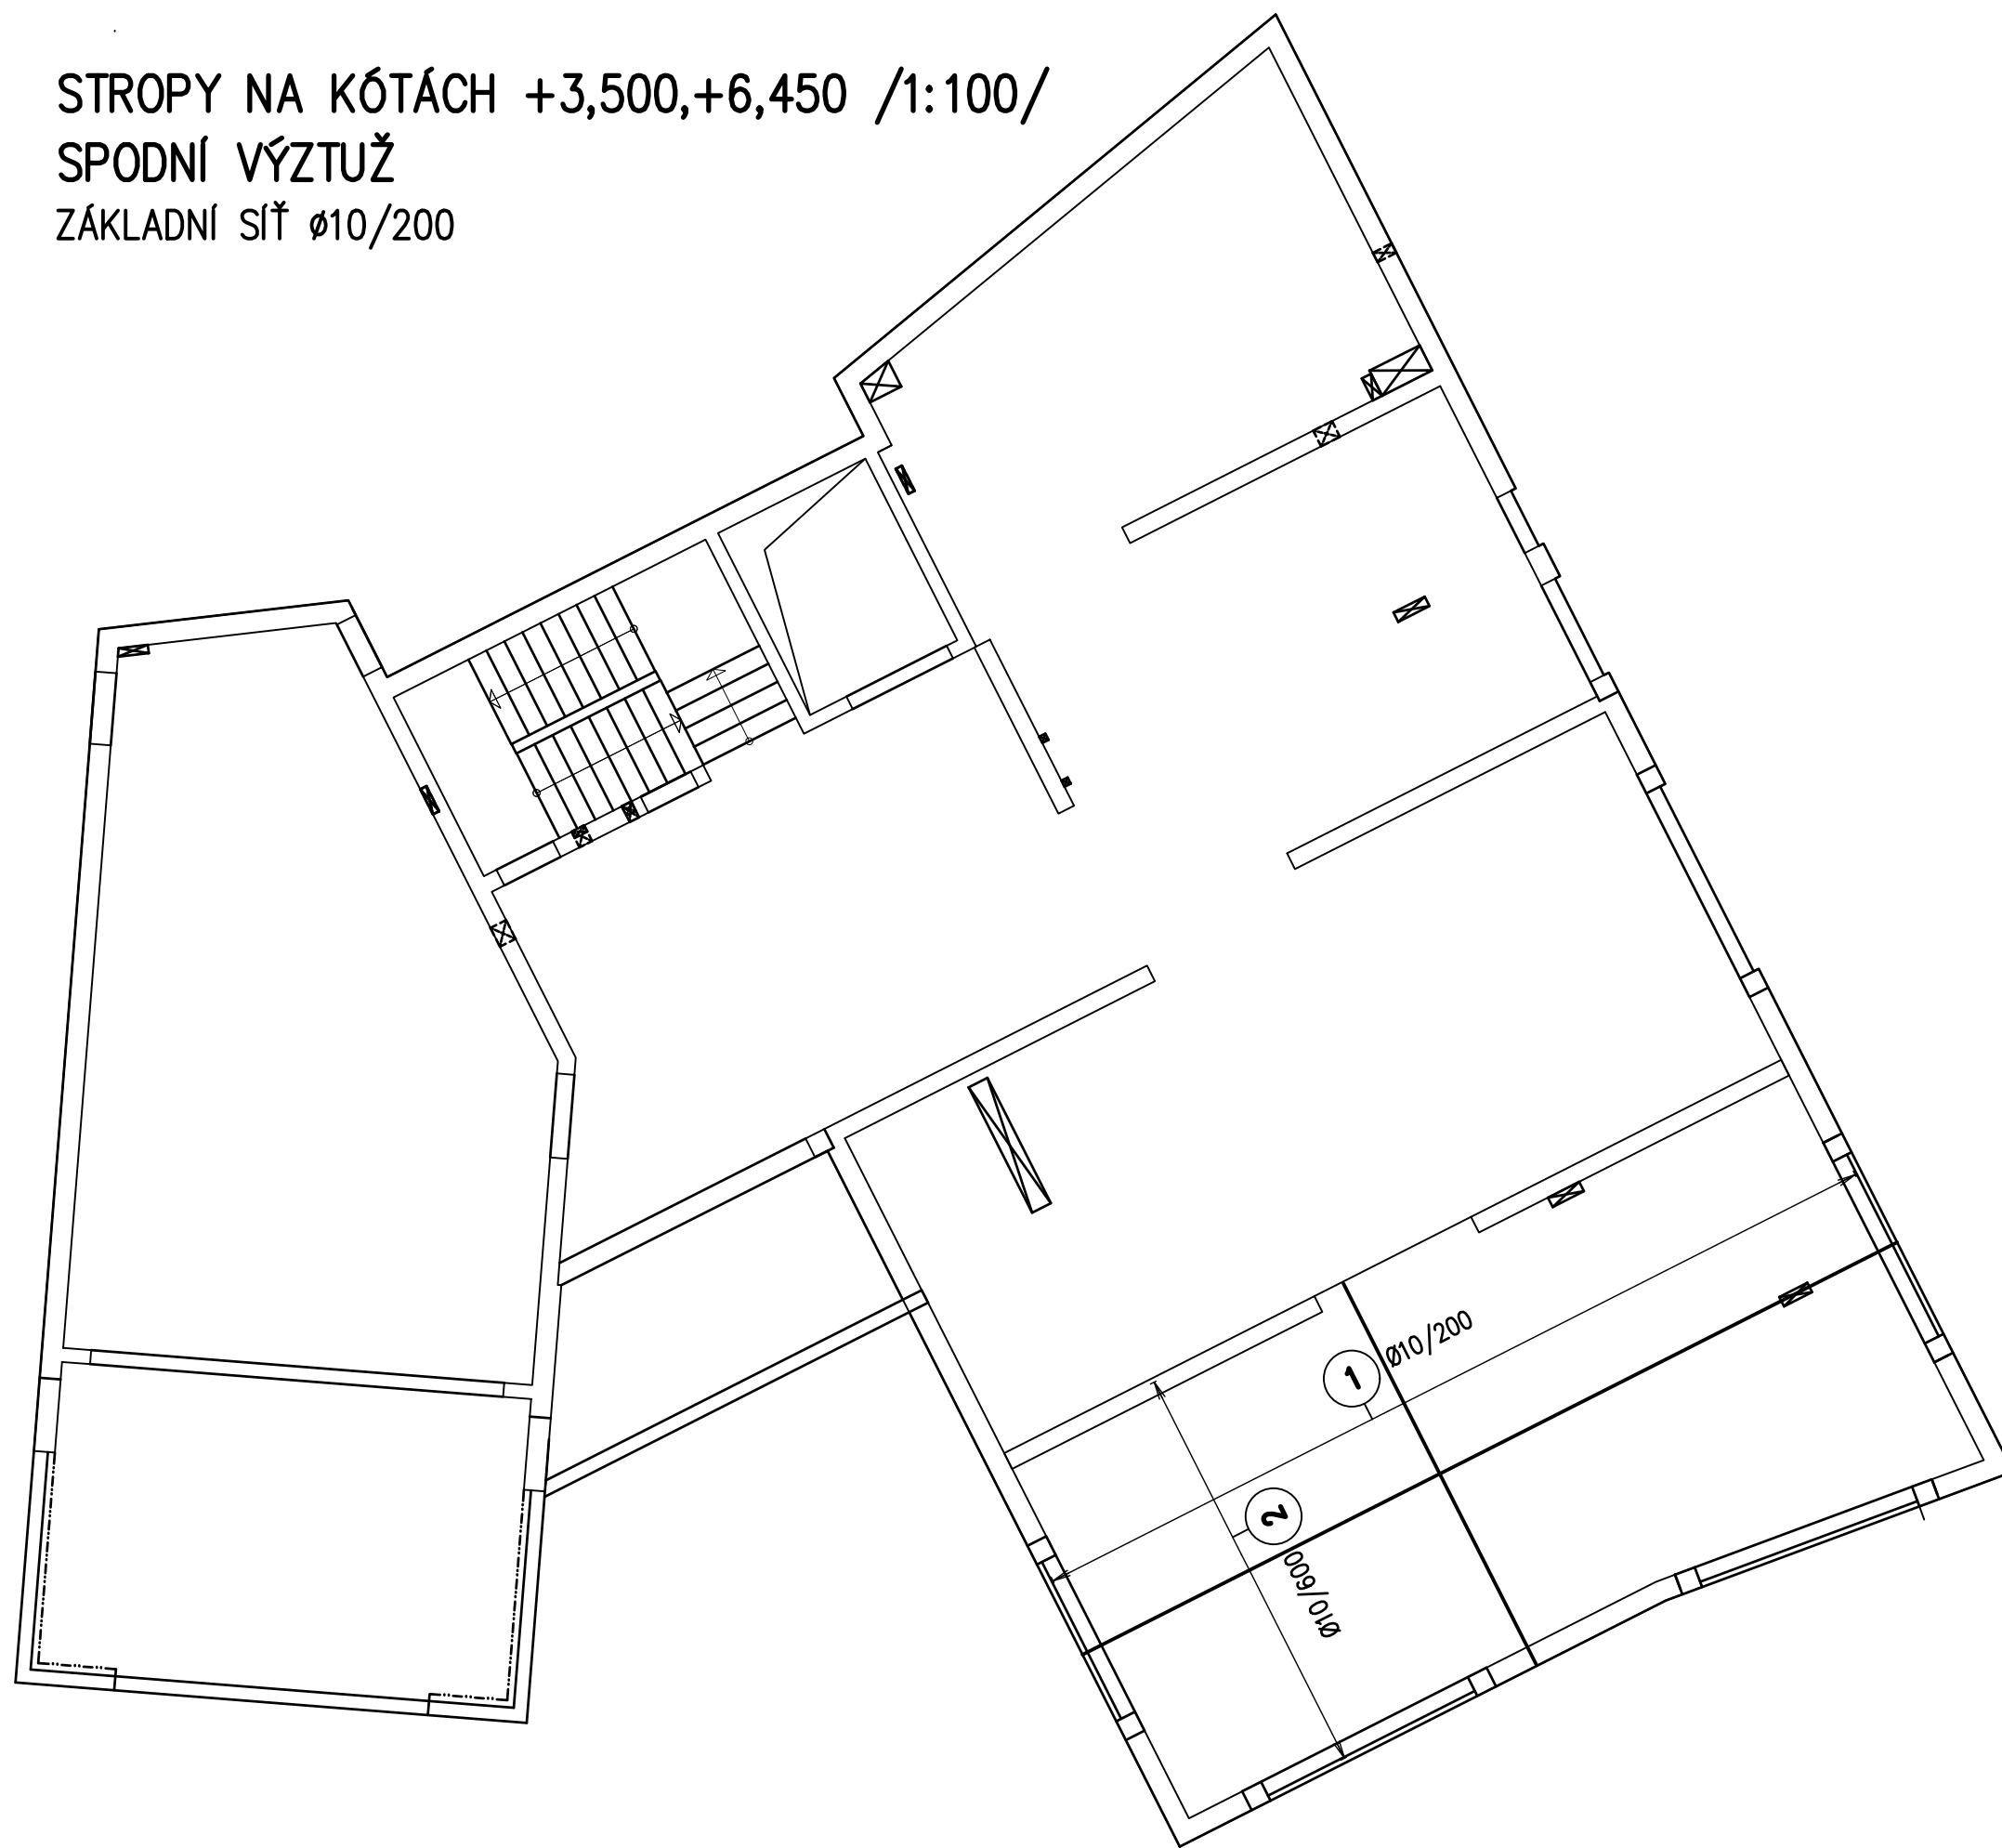 STROPY NA KÓTÁCH +3,500,+6,450 /1:100/
SPODNÍ VÝZTUŽ
ZÁKLADNÍ SÍŤ ø10/200
1 Ø10/200
2 Ø10/600